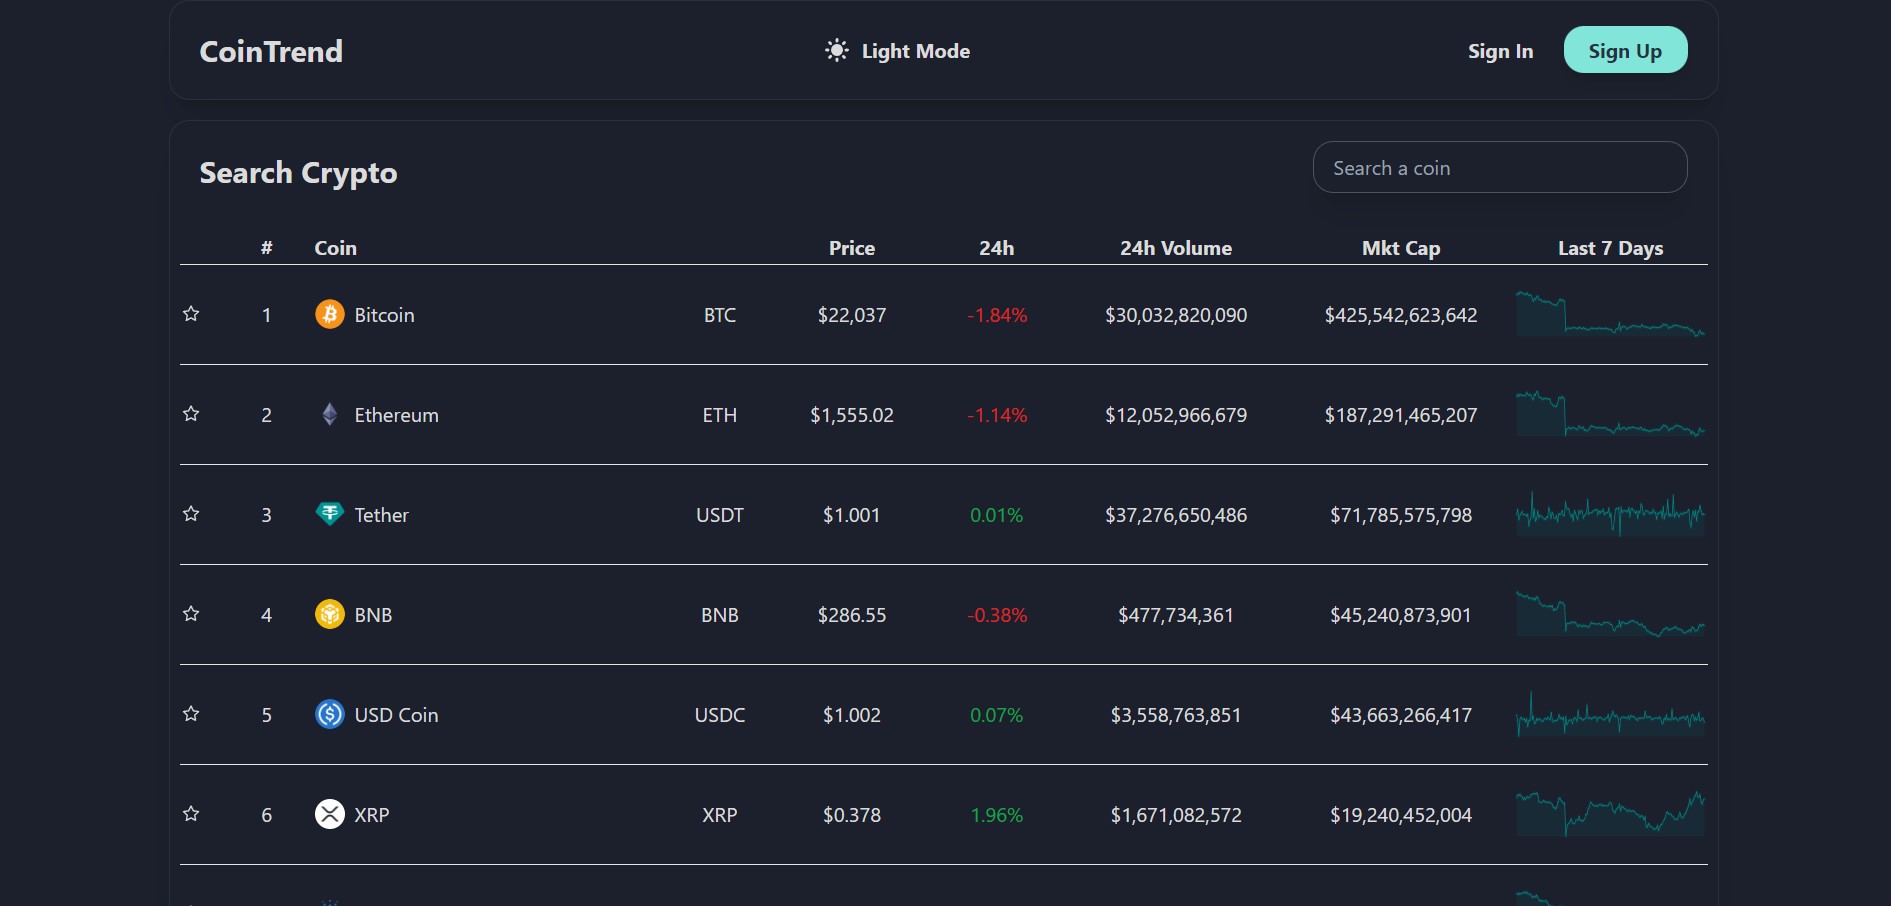 CoinTrend Light Mode Sign In Sign Up
Search Crypto Search a coin
# Coin Price 24h 24h Volume Mkt Cap Last 7 Days
1 Bitcoin BTC $22,037 -1.84% $30,032,820,090 $425,542,623,642
2 Ethereum ETH $1,555.02 -1.14% $12,052,966,679 $187,291,465,207
3 Tether USDT $1.001 0.01% $37,276,650,486 $71,785,575,798
4 BNB BNB $286.55 -0.38% $477,734,361 $45,240,873,901
5 USD Coin USDC $1.002 0.07% $3,558,763,851 $43,663,266,417
6 XRP XRP $0.378 1.96% $1,671,082,572 $19,240,452,004